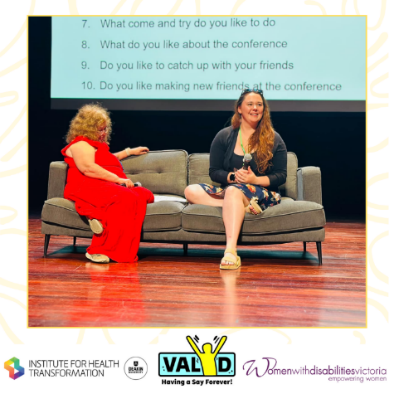 7. What come and try do you like to do
8. What do you like about the conference
9. Do you like to catch up with your friends
10. Do you like making new friends at the conference
INSTITUTE FOR HEALTH
TRANSFORMATION
DEAKIN
VALID
Having a Say Forever!
Womenwithdisabilitiesvictoria
empowering women